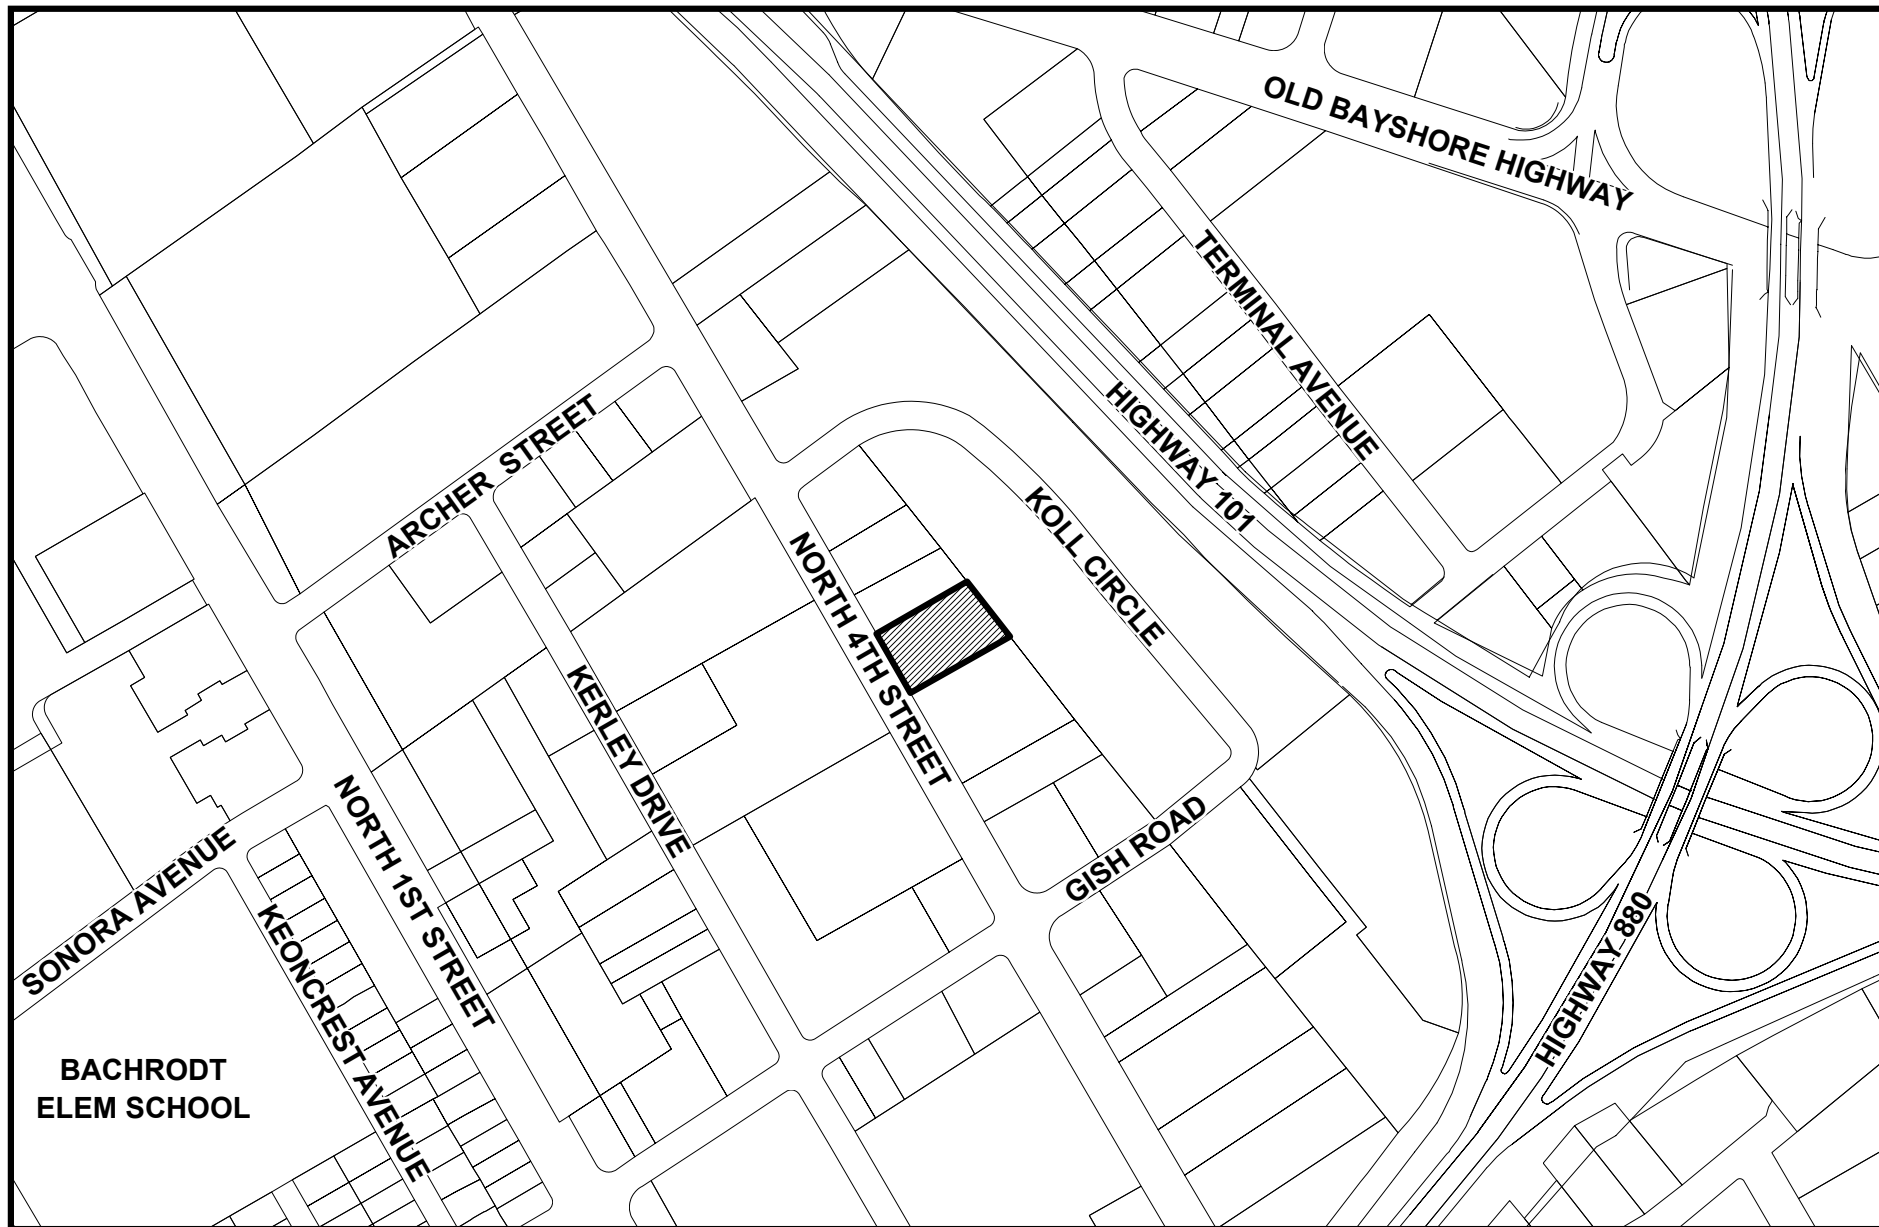 OLD BAYSHORE HIGHWAY
TERMINAL AVENUE
HIGHWAY 101
ARCHER STREET
KOLL CIRCLE
NORTH 4TH STREET
KERLEY DRIVE
NORTH 1ST STREET
GISH ROAD
SONORA AVENUE
KEONCREST AVENUE
HIGHWAY 880
BACHRODT
ELEM SCHOOL